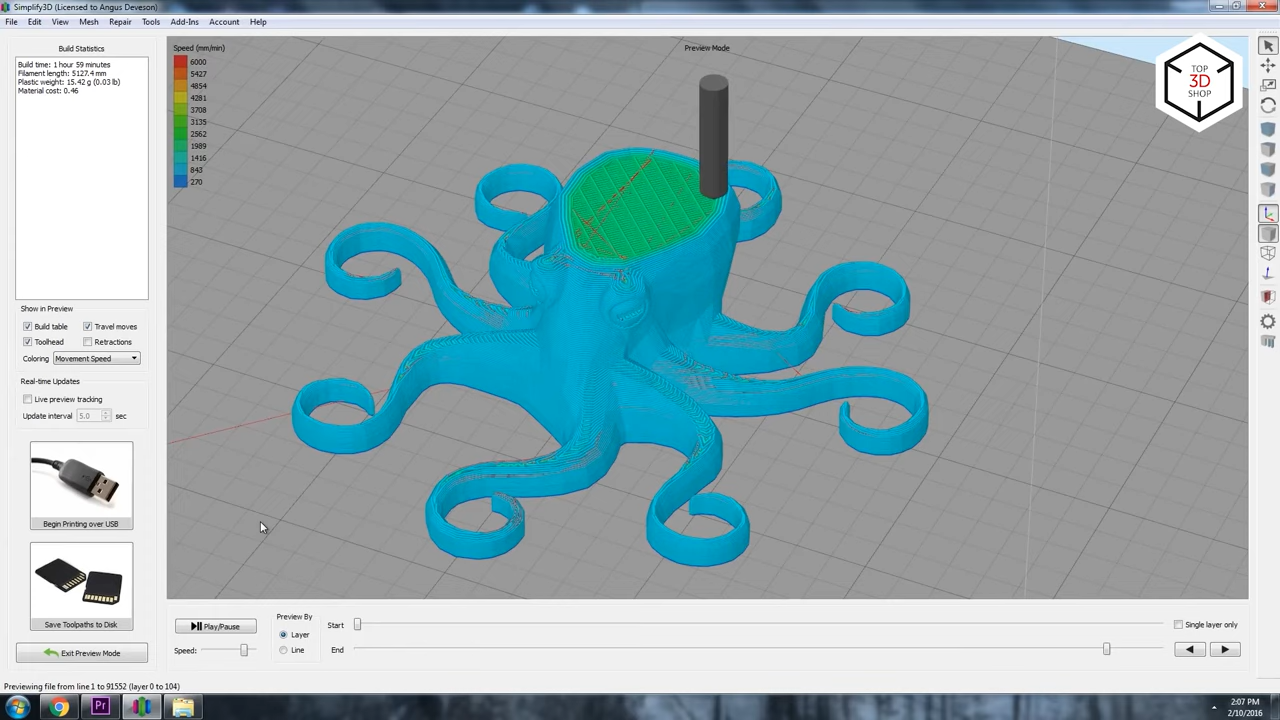 Simplify3D (Licensed to Angus Deveson)
File Edit View Mesh Repair Tools Add-Ins Account Help
Build Statistics
Build time: 1 hour 59 minutes
Filament length: 5127.4 mm
Plastic weight: 15.42 g (0.03 lb)
Material cost: 0.46
Show in Preview
Build table Travel moves
Toolhead Retractions
Coloring Movement Speed
Real-time Updates
Live preview tracking
Update interval 5.0 sec
Begin Printing over USB
Save Toolpaths to Disk
Exit Preview Mode
Speed (mm/min)
6000
5427
4854
4281
3708
3135
2562
1989
1416
843
270
Preview Mode
TOP
3D
SHOP
Play/Pause
Speed:
Preview By
Layer
Line
Start
End
Single layer only
Previewing file from line 1 to 91552 (layer 0 to 104)
Pr
2:07 PM
2/10/2016